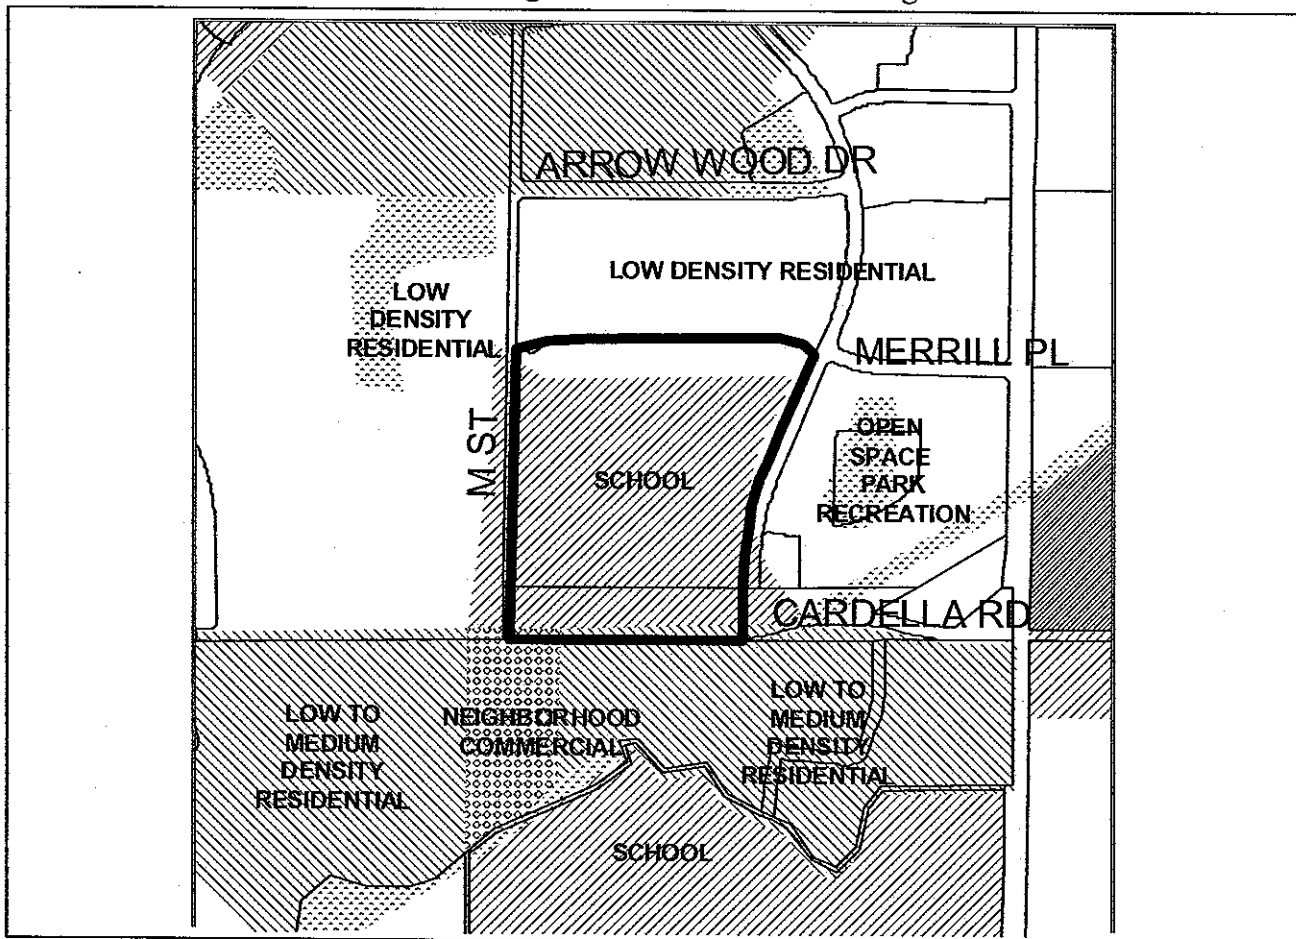 ARROW WOOD DR
LOW DENSITY RESIDENTIAL
LOW
DENSITY
RESIDENTIAL
MERRILL PL
M ST
SCHOOL
OPEN
SPACE
PARK
RECREATION
CARDELLA RD
LOW TO
MEDIUM
DENSITY
RESIDENTIAL
NEIGHBORHOOD
COMMERCIAL
LOW TO
MEDIUM
DENSITY
RESIDENTIAL
SCHOOL